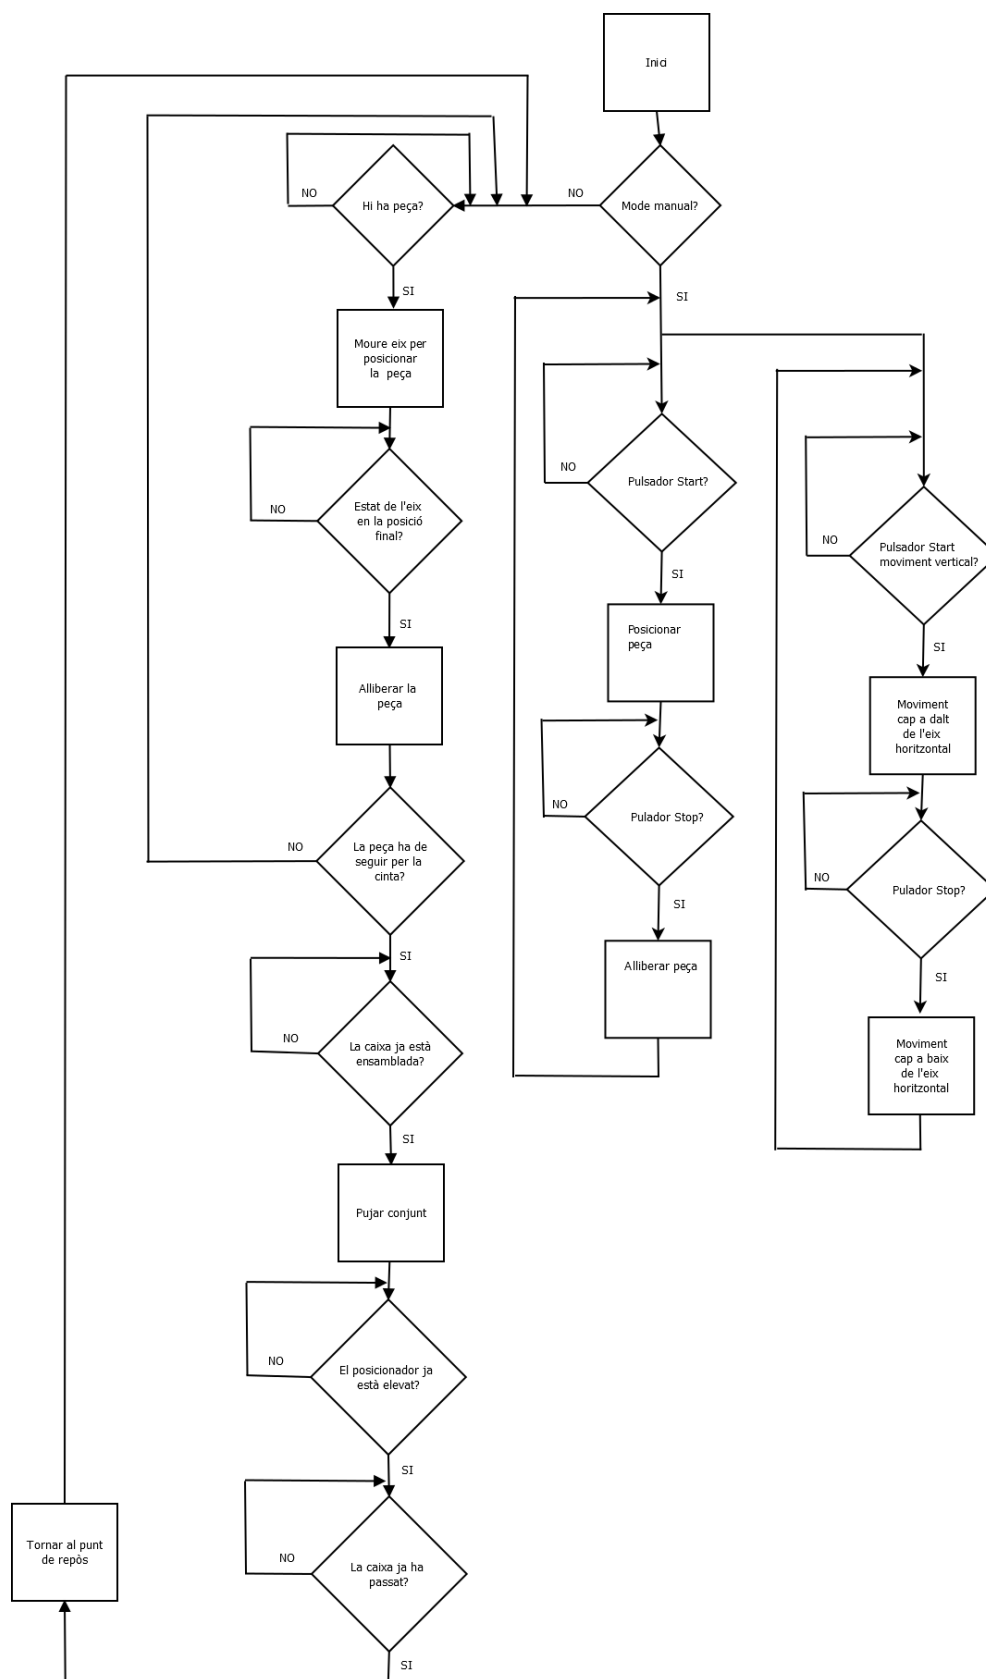 Inici
Mode manual?
NO
SI
Hi ha peça?
NO
SI
Moure eix per
posicionar
la peça
Estat de l'eix
en la posició
final?
NO
SI
Alliberar la
peça
La peça ha de
seguir per la
cinta?
NO
SI
La caixa ja està
ensamblada?
NO
SI
Pujar conjunt
El posicionador ja
està elevat?
NO
SI
La caixa ja ha
passat?
NO
SI
Tornar al punt
de repòs
Pulsador Start?
NO
SI
Posicionar
peça
Pulador Stop?
NO
SI
Alliberar peça
Pulsador Start
moviment vertical?
NO
SI
Moviment
cap a dalt
de l'eix
horitzontal
Pulador Stop?
NO
SI
Moviment
cap a baix
de l'eix
horitzontal